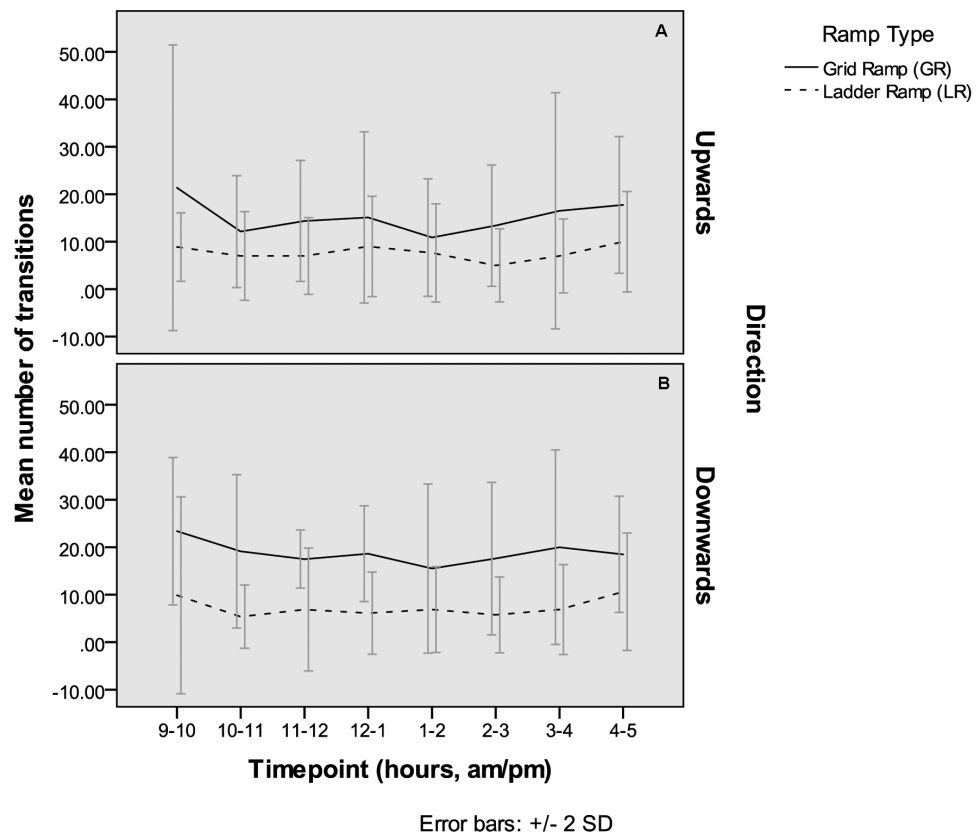 A
Ramp Type
Grid Ramp (GR)
Ladder Ramp (LR)
50.00
40.00
30.00
20.00
10.00
.00
-10.00
Upwards
Mean number of transitions
Direction
B
50.00
40.00
30.00
20.00
10.00
.00
-10.00
Downwards
9-10 10-11 11-12 12-1 1-2 2-3 3-4 4-5
Timepoint (hours, am/pm)
Error bars: +/- 2 SD